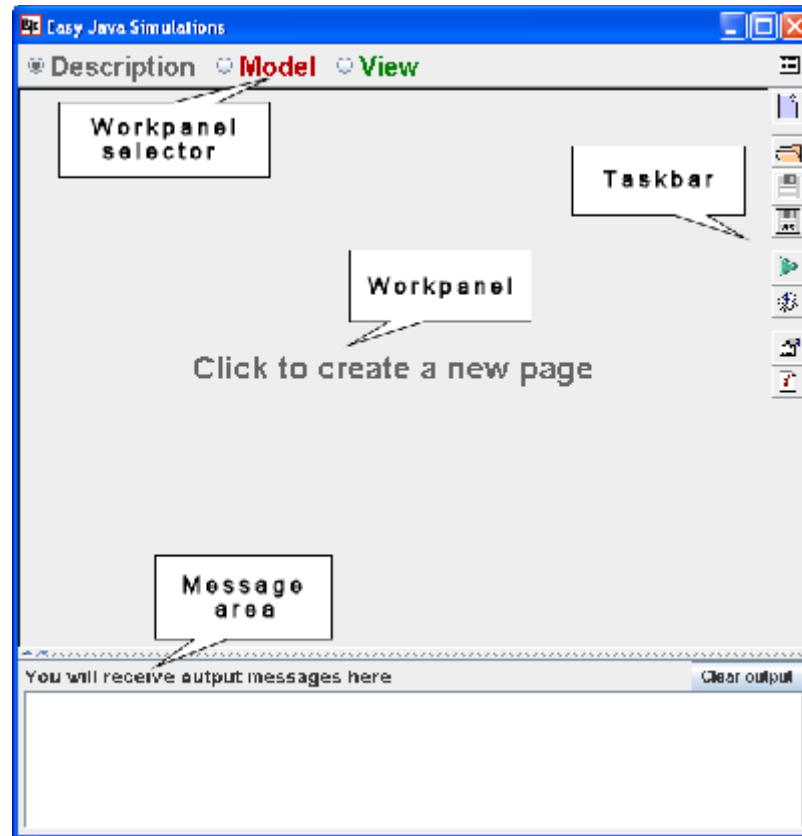 Easy Java Simulations
Description Model View
Workpanel
selector
Taskbar
Workpanel
Click to create a new page
Message
area
You will receive output messages here
Clear output